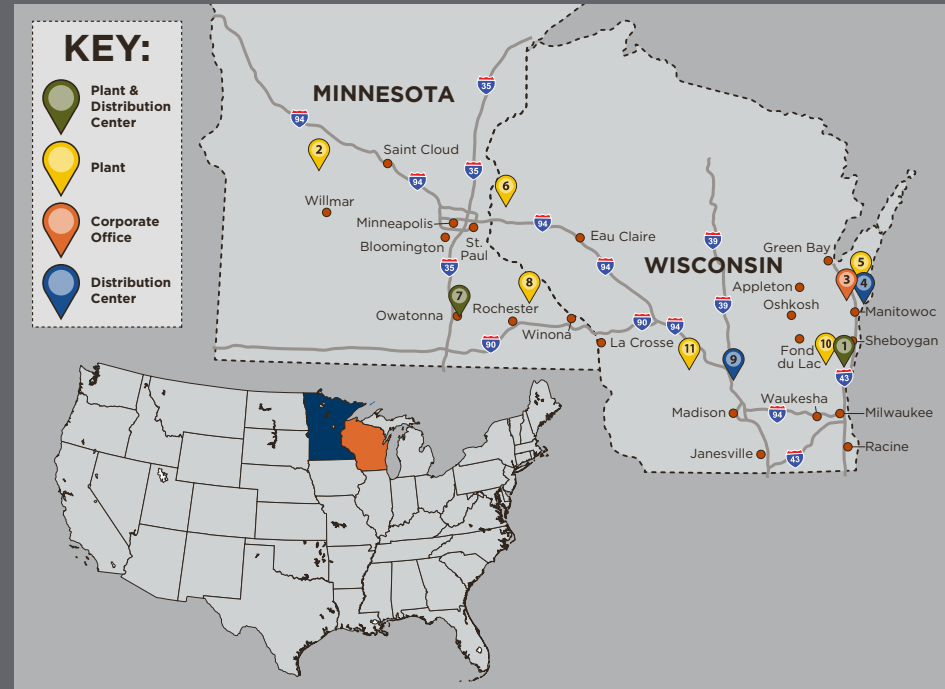 KEY:
Plant &
Distribution
Center
Plant
Corporate
Office
Distribution
Center
MINNESOTA
35
94
2
Saint Cloud
35
94
6
Willmar
Minneapolis
St.
Paul
Bloomington
94
Eau Claire
35
94
39
WISCONSIN
Green Bay
5
3
4
8
7
Rochester
Owatonna
Winona
90
90
94
La Crosse
39
Appleton
Oshkosh
Manitowoc
Sheboygan
10
1
Fond
du Lac
11
9
43
Waukesha
Madison
94
Milwaukee
Janesville
43
Racine